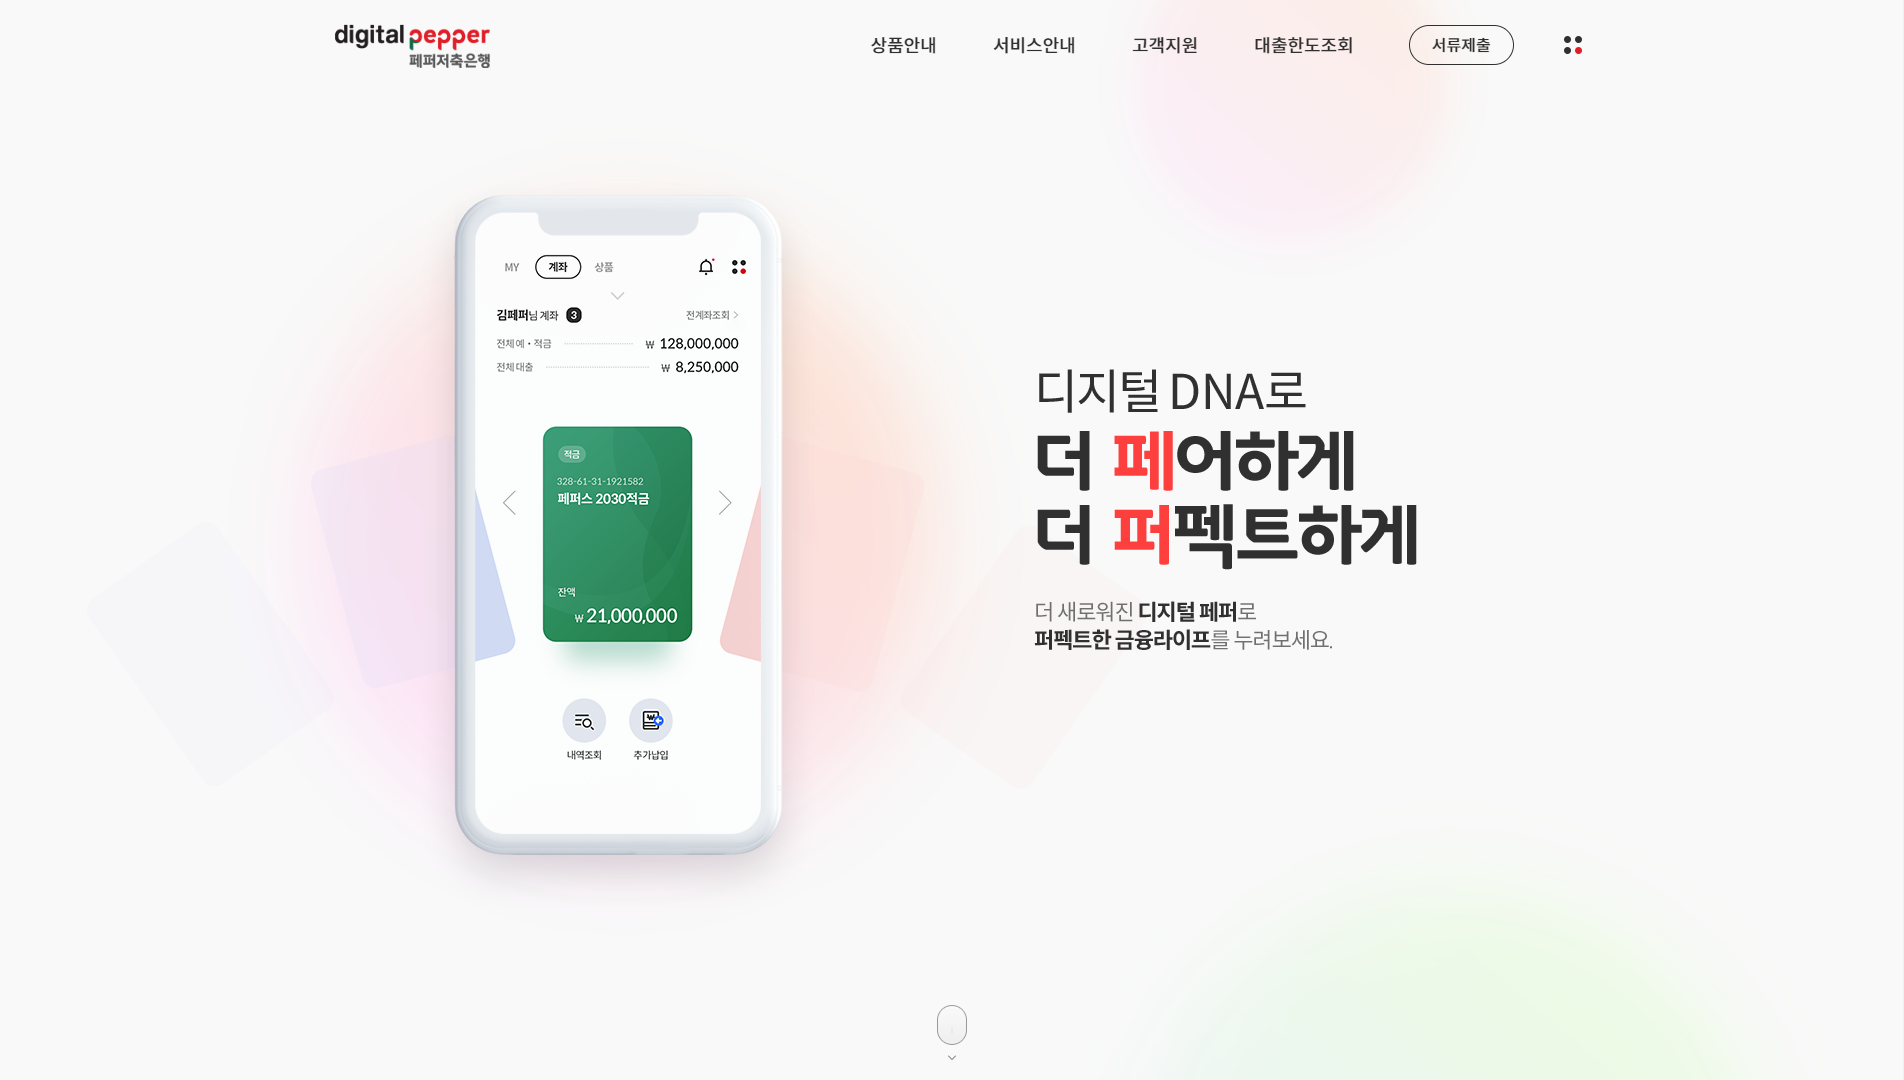 digital pepper
페퍼저축은행
상품안내 서비스안내 고객지원 대출한도조회 서류제출
MY 계좌 상품
김페퍼님 계좌 3 전계좌조회
전체 예・적금 ₩ 128,000,000
전체 대출 ₩ 8,250,000
적금
328-61-31-1921582
페퍼스 2030적금
잔액
₩ 21,000,000
내역조회 추가납입
디지털 DNA로
더 페어하게
더 퍼펙트하게
더 새로워진 디지털 페퍼로
퍼펙트한 금융라이프를 누려보세요.